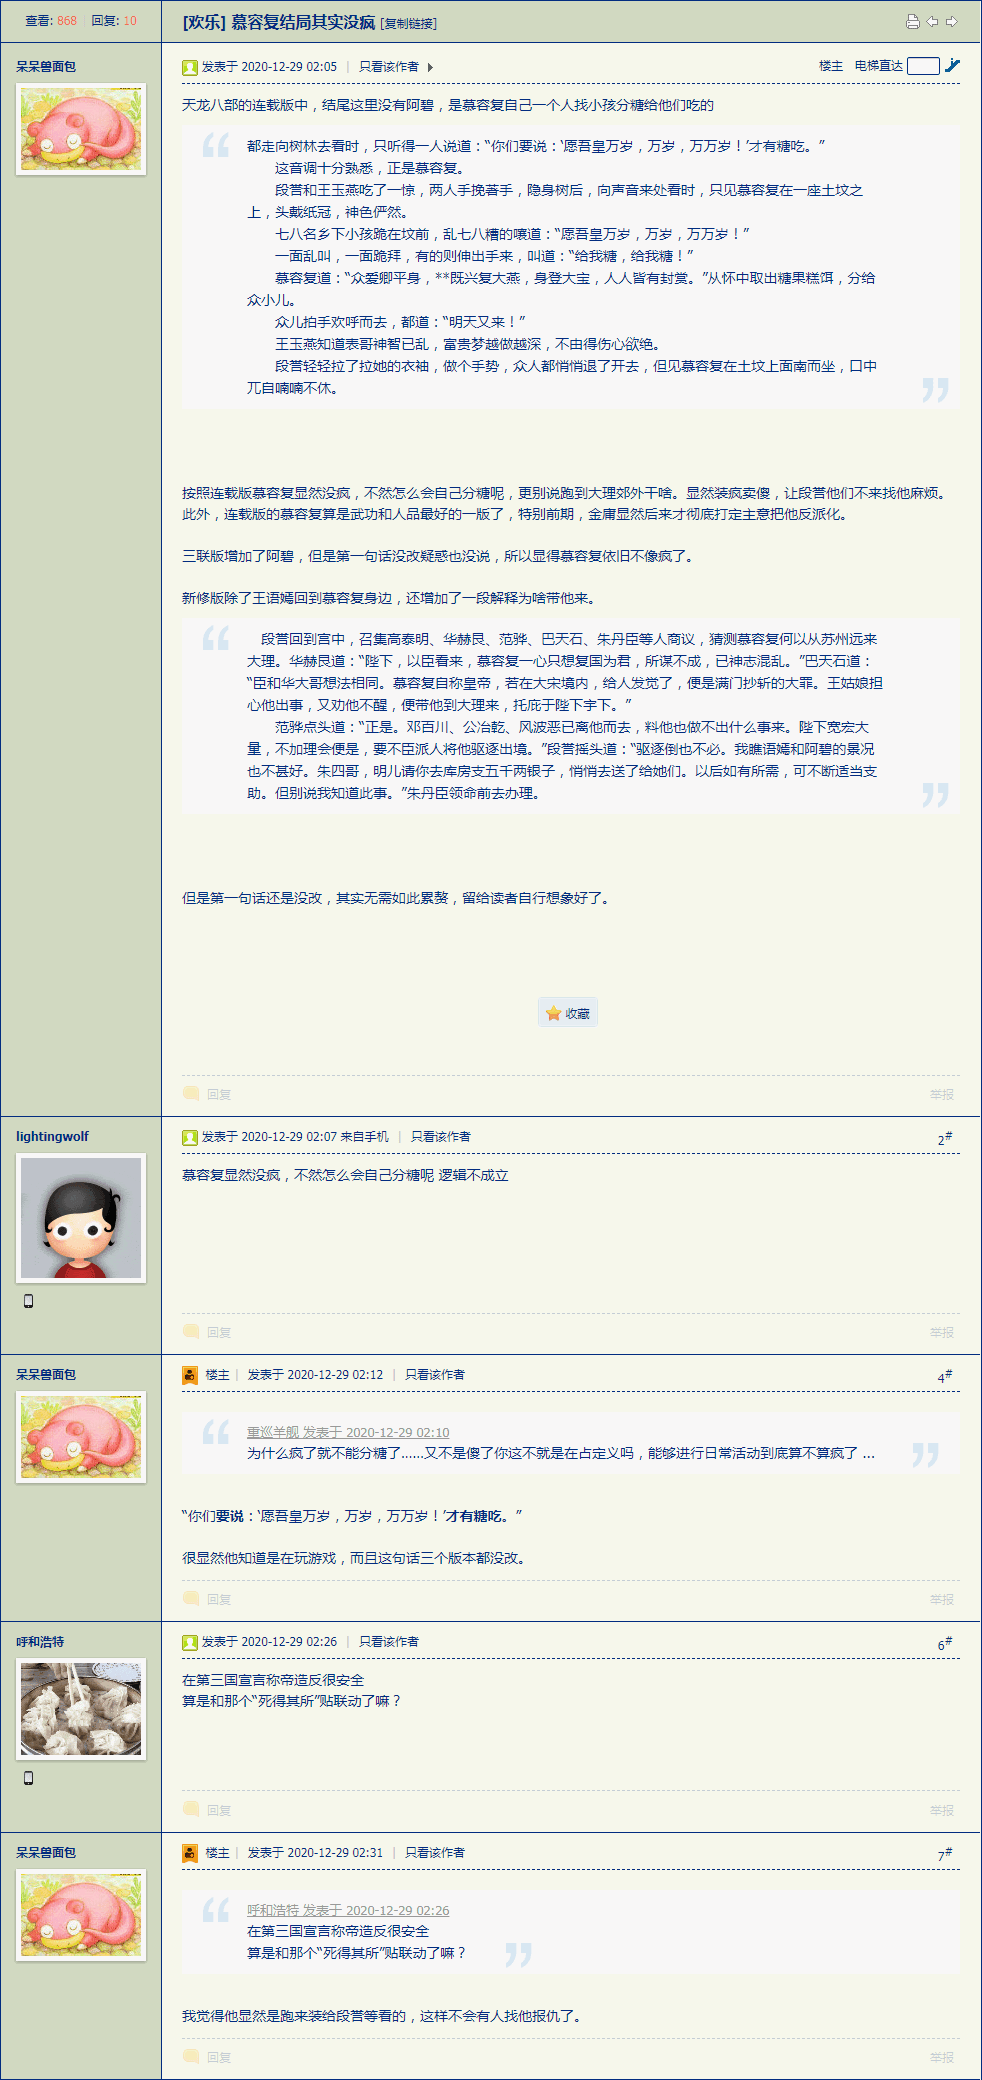 查看: 868 | 回复: 10
[欢乐] 慕容复结局其实没疯 [复制链接]
呆呆兽面包
发表于 2020-12-29 02:05 | 只看该作者
楼主 电梯直达
天龙八部的连载版中，结尾这里没有阿碧，是慕容复自己一个人找小孩分糖给他们吃的
都走向树林去看时，只听得一人说道：“你们要说：‘愿吾皇万岁，万岁，万万岁！’才有糖吃。”
这音调十分熟悉，正是慕容复。
段誉和王玉燕吃了一惊，两人手挽著手，隐身树后，向声音来处看时，只见慕容复在一座土坟之
上，头戴纸冠，神色俨然。
七八名乡下小孩跪在坟前，乱七八糟的嚷道：“愿吾皇万岁，万岁，万万岁！”
一面乱叫，一面跪拜，有的则伸出手来，叫道：“给我糖，给我糖！”
慕容复道：“众爱卿平身，**既兴复大燕，身登大宝，人人皆有封赏。”从怀中取出糖果糕饵，分给
众小儿。
众儿拍手欢呼而去，都道：“明天又来！”
王玉燕知道表哥神智已乱，富贵梦越做越深，不由得伤心欲绝。
段誉轻轻拉了拉她的衣袖，做个手势，众人都悄悄退了开去，但见慕容复在土坟上面南而坐，口中
兀自喃喃不休。
按照连载版慕容复显然没疯，不然怎么会自己分糖呢，更别说跑到大理郊外干啥。显然装疯卖傻，让段誉他们不来找他麻烦。
此外，连载版的慕容复算是武功和人品最好的一版了，特别前期，金庸显然后来才彻底打定主意把他反派化。
三联版增加了阿碧，但是第一句话没改疑惑也没说，所以显得慕容复依旧不像疯了。
新修版除了王语嫣回到慕容复身边，还增加了一段解释为啥带他来。
段誉回到宫中，召集高泰明、华赫艮、范骅、巴天石、朱丹臣等人商议，猜测慕容复何以从苏州远来
大理。华赫艮道：“陛下，以臣看来，慕容复一心只想复国为君，所谋不成，已神志混乱。”巴天石道：
“臣和华大哥想法相同。慕容复自称皇帝，若在大宋境内，给人发觉了，便是满门抄斩的大罪。王姑娘担
心他出事，又劝他不醒，便带他到大理来，托庇于陛下宇下。”
范骅点头道：“正是。邓百川、公冶乾、风波恶已离他而去，料他也做不出什么事来。陛下宽宏大
量，不加理会便是，要不臣派人将他驱逐出境。”段誉摇头道：“驱逐倒也不必。我瞧语嫣和阿碧的景况
也不甚好。朱四哥，明儿请你去库房支五千两银子，悄悄去送了给她们。以后如有所需，可不断适当支
助。但别说我知道此事。”朱丹臣领命前去办理。
但是第一句话还是没改，其实无需如此累赘，留给读者自行想象好了。
收藏
回复 举报
lightingwolf
发表于 2020-12-29 02:07 来自手机 | 只看该作者 2#
慕容复显然没疯，不然怎么会自己分糖呢 逻辑不成立
回复 举报
呆呆兽面包
楼主 | 发表于 2020-12-29 02:12 | 只看该作者 4#
重巡羊舰 发表于 2020-12-29 02:10
为什么疯了就不能分糖了......又不是傻了你这不就是在占定义吗，能够进行日常活动到底算不算疯了 ...
“你们要说：‘愿吾皇万岁，万岁，万万岁！’才有糖吃。”
很显然他知道是在玩游戏，而且这句话三个版本都没改。
回复 举报
呼和浩特
发表于 2020-12-29 02:26 | 只看该作者 6#
在第三国宣言称帝造反很安全
算是和那个“死得其所”贴联动了嘛？
回复 举报
呆呆兽面包
楼主 | 发表于 2020-12-29 02:31 | 只看该作者 7#
呼和浩特 发表于 2020-12-29 02:26
在第三国宣言称帝造反很安全
算是和那个“死得其所”贴联动了嘛？
我觉得他显然是跑来装给段誉等看的，这样不会有人找他报仇了。
回复 举报